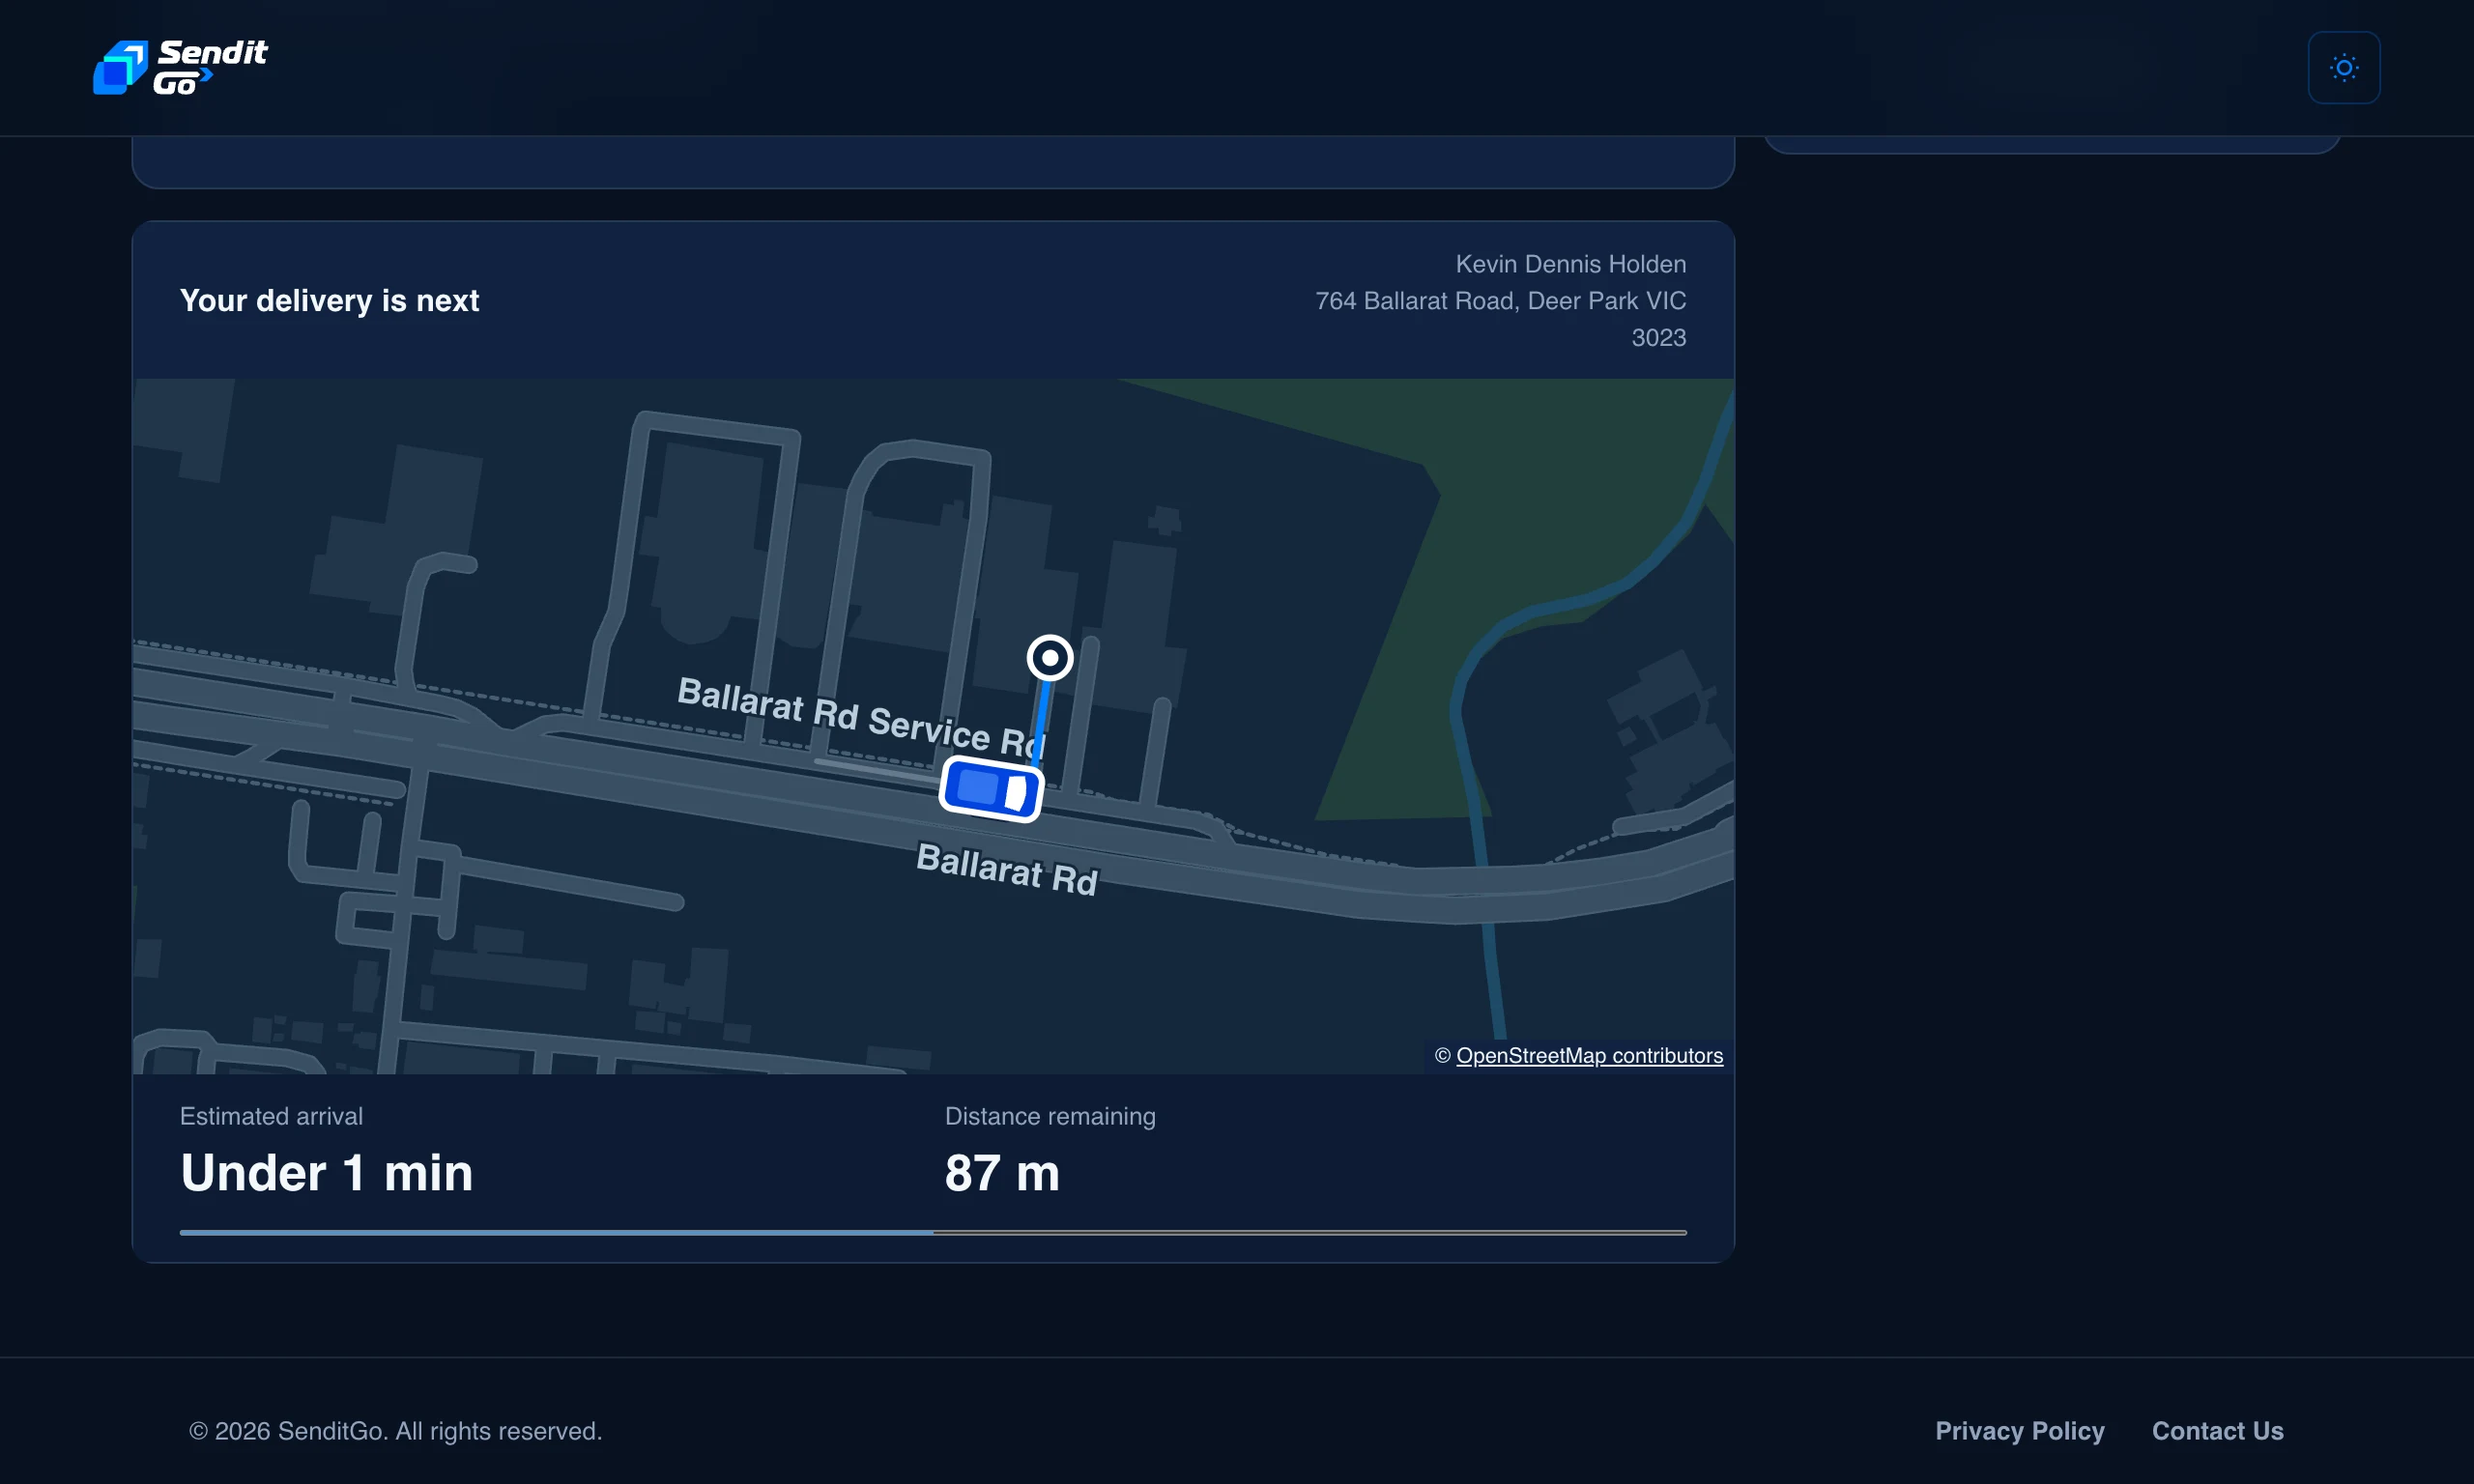 Sendit
Go
Your delivery is next
Kevin Dennis Holden
764 Ballarat Road, Deer Park VIC
3023
Ballarat Rd Service Rd
Ballarat Rd
© OpenStreetMap contributors
Estimated arrival
Under 1 min
Distance remaining
87 m
© 2026 SenditGo. All rights reserved.
Privacy Policy
Contact Us